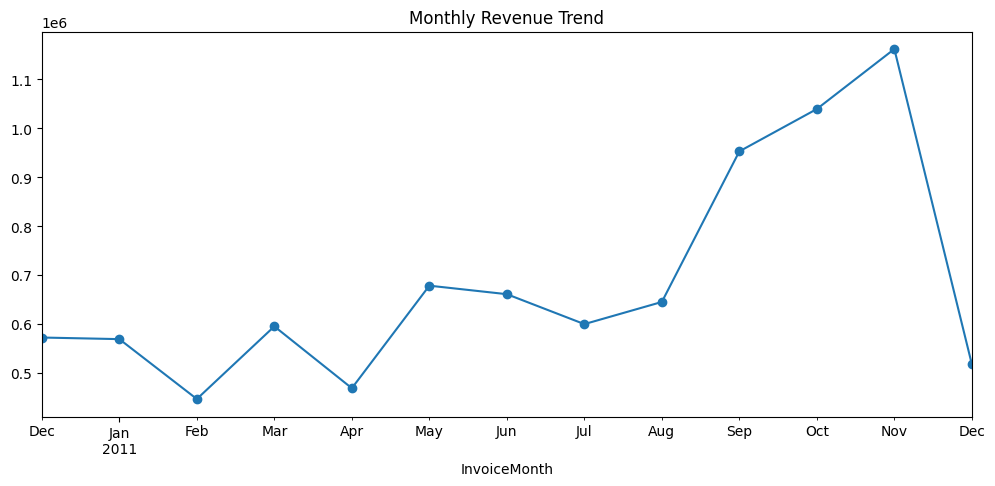 Monthly Revenue Trend
1e6
1.1
1.0
0.9
0.8
0.7
0.6
0.5
Dec Jan Feb Mar Apr May Jun Jul Aug Sep Oct Nov Dec
2011
InvoiceMonth